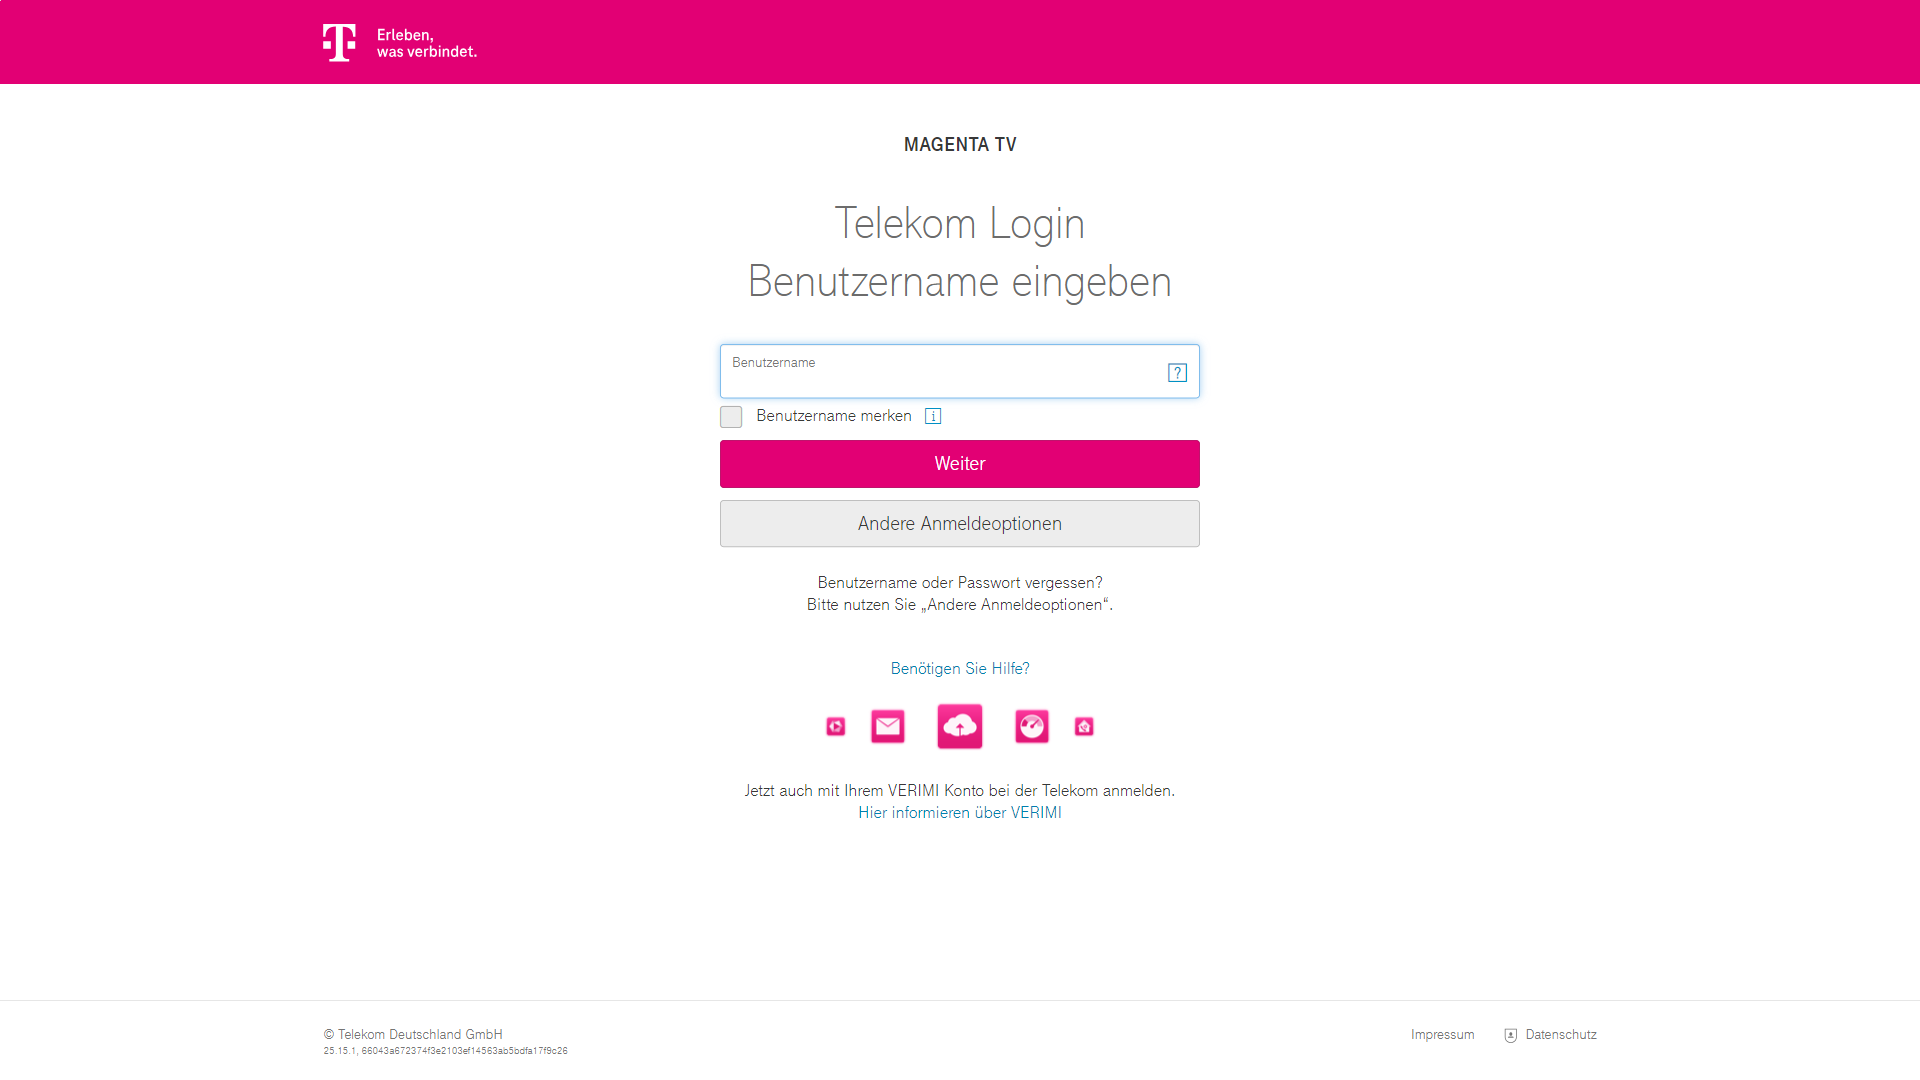 Erleben,
was verbindet.
MAGENTA TV
Telekom Login
Benutzername eingeben
Benutzername
?
Benutzername merken i
Weiter
Andere Anmeldeoptionen
Benutzername oder Passwort vergessen?
Bitte nutzen Sie „Andere Anmeldeoptionen“.
Benötigen Sie Hilfe?
Jetzt auch mit Ihrem VERIMI Konto bei der Telekom anmelden.
Hier informieren über VERIMI
© Telekom Deutschland GmbH
25.15.1, 66043a672374f3e2103ef14563ab5bdfa17f9c26
Impressum
Datenschutz